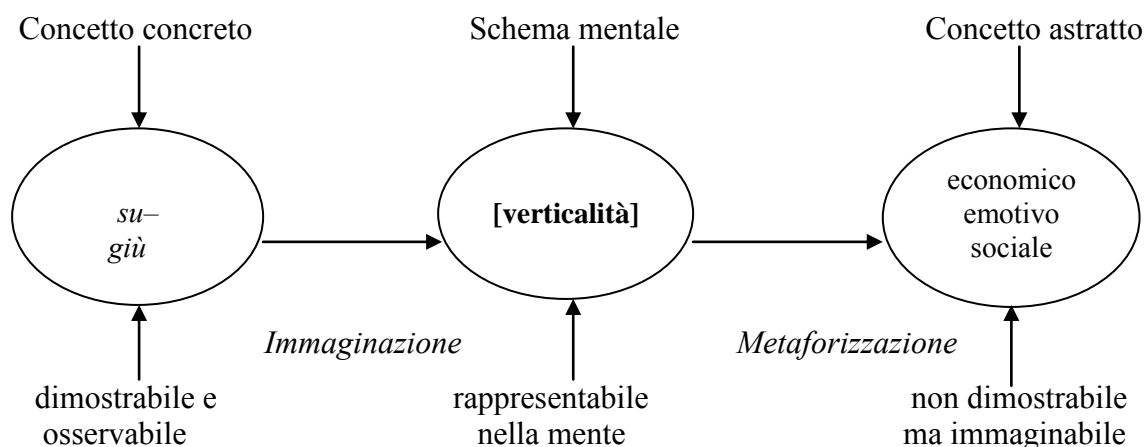 Concetto concreto
Schema mentale
Concetto astratto
su–
giù
[verticalità]
economico
emotivo
sociale
Immaginazione
Metaforizzazione
dimostrabile e
osservabile
rappresentabile
nella mente
non dimostrabile
ma immaginabile